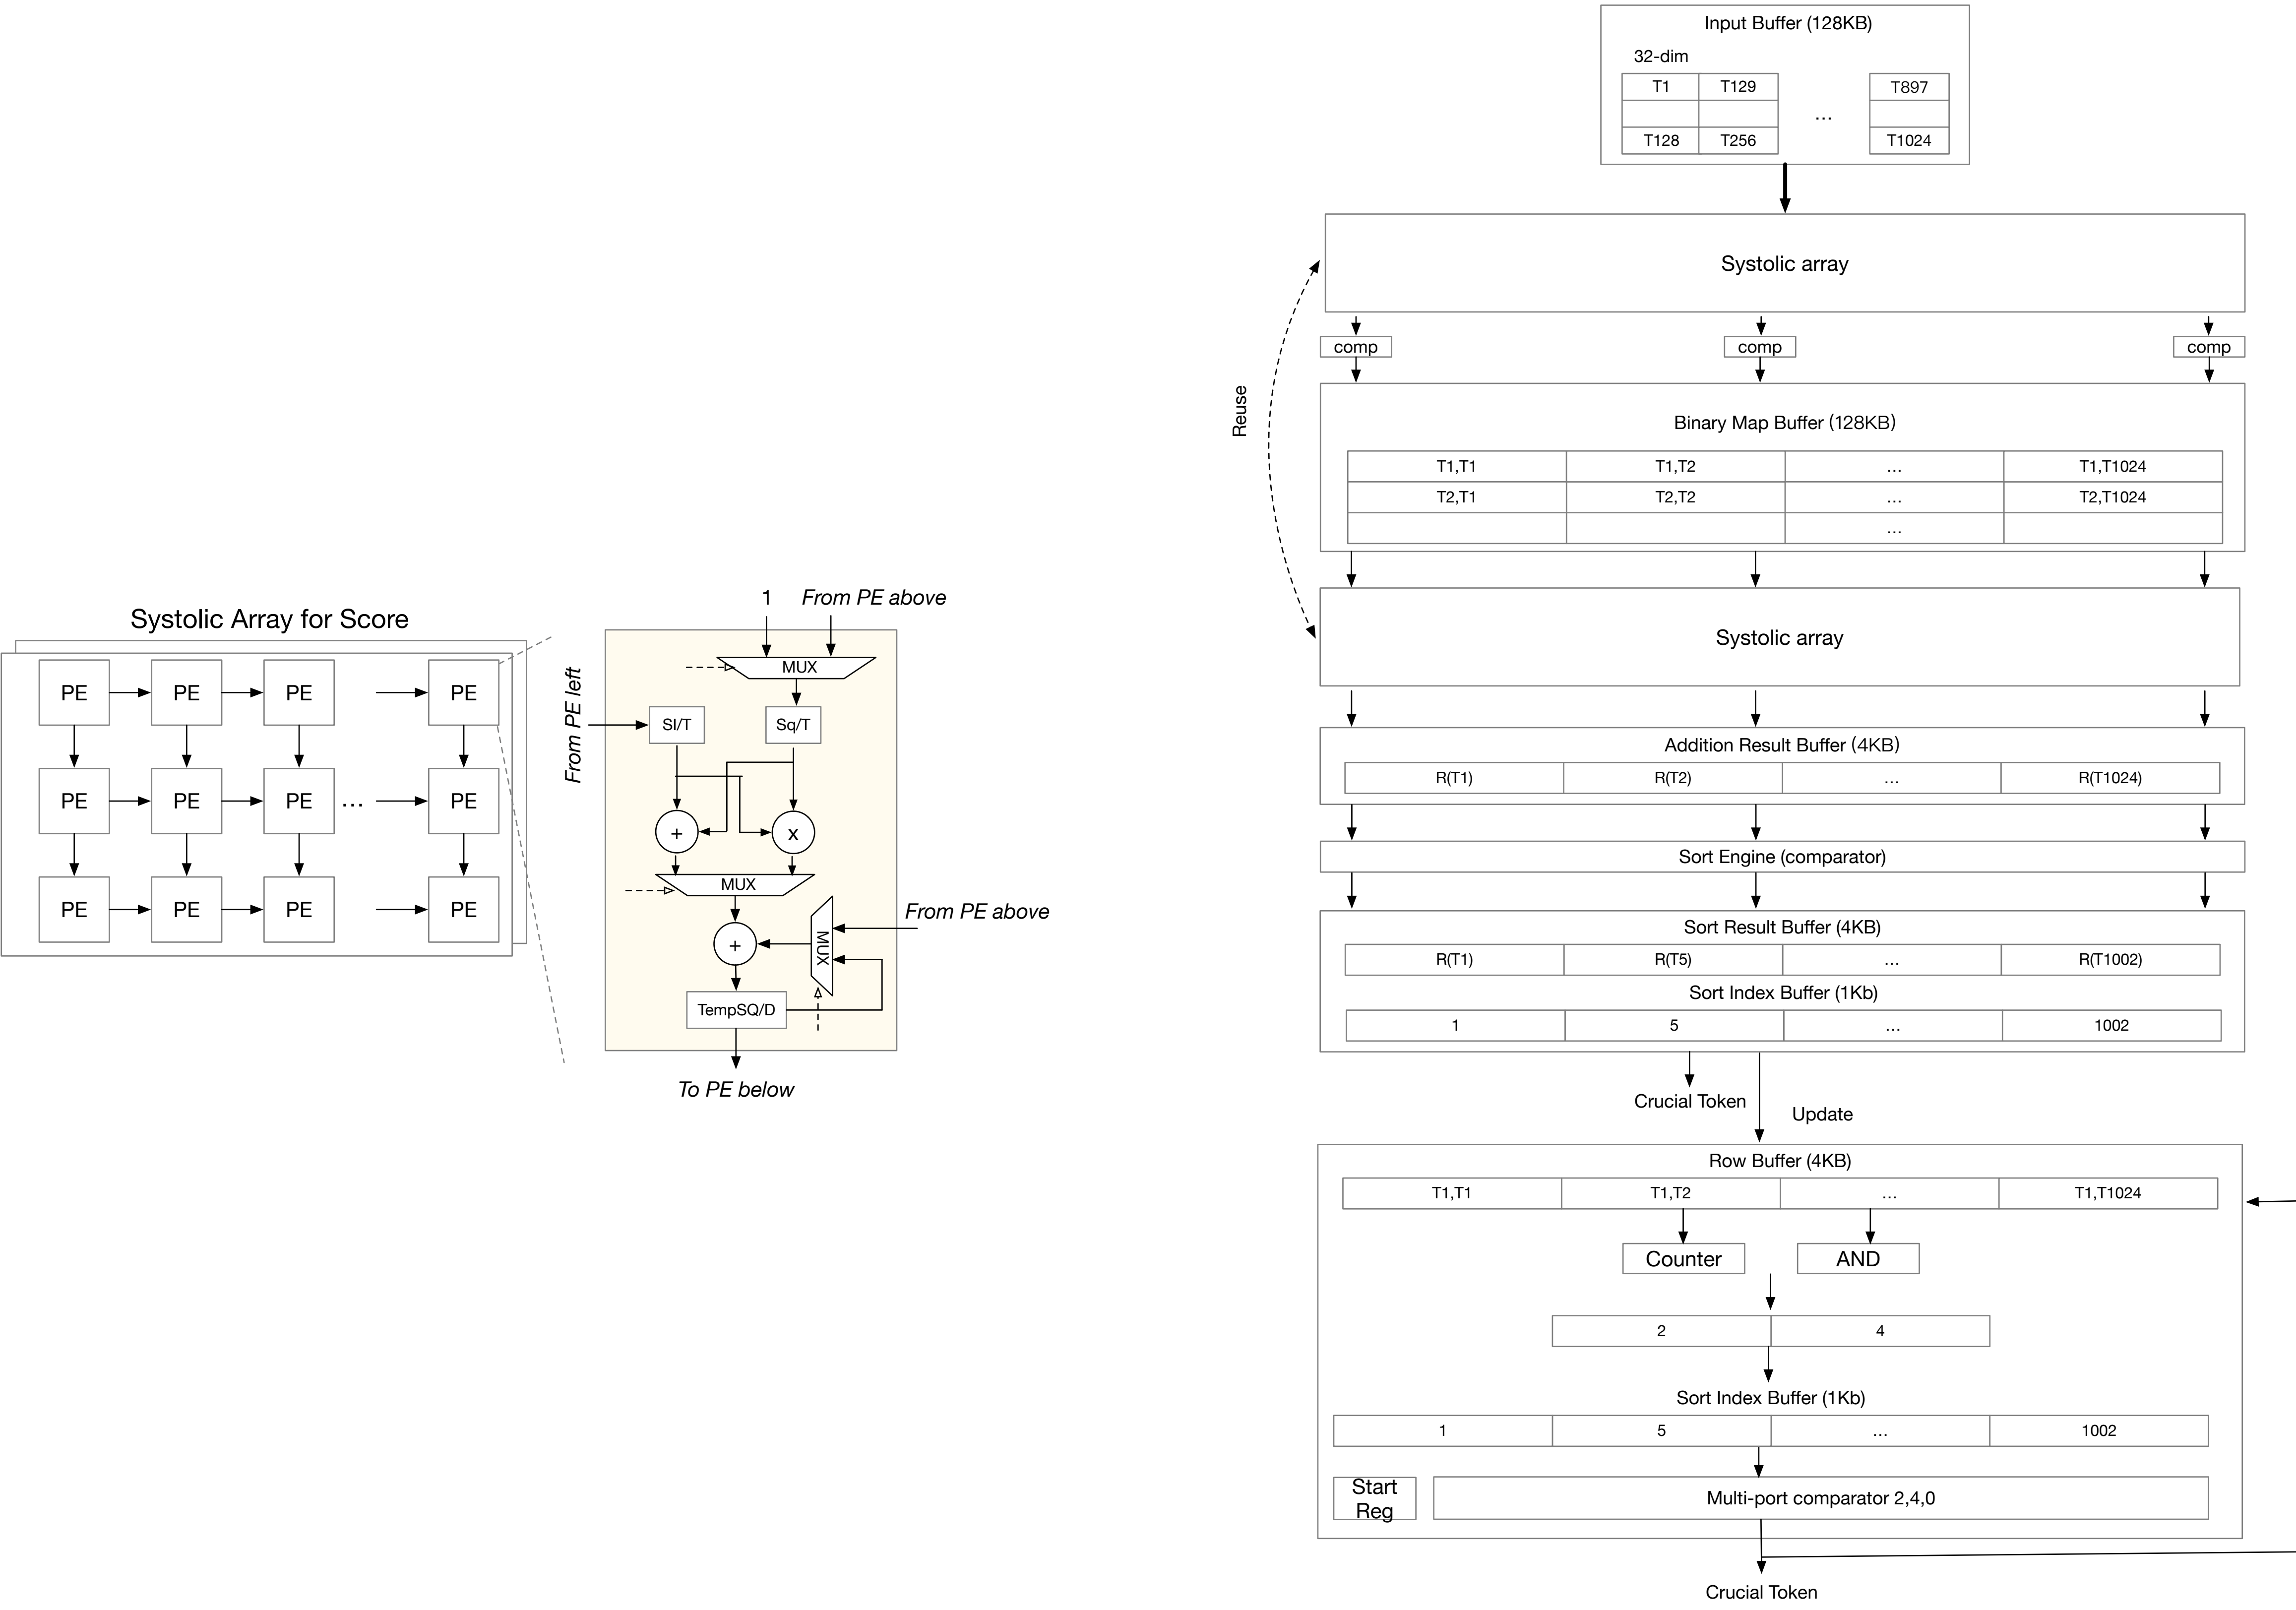 Systolic Array for Score
PE PE PE PE
PE PE PE ... PE
PE PE PE PE
1 From PE above
MUX
From PE left
SI/T Sq/T
+ x
MUX
From PE above
+ MUX
TempSQ/D
To PE below
Input Buffer (128KB)
32-dim
T1 T129 T897
...
T128 T256 T1024
Systolic array
comp comp comp
Reuse
Binary Map Buffer (128KB)
T1,T1 T1,T2 ... T1,T1024
T2,T1 T2,T2 ... T2,T1024
...
Systolic array
Addition Result Buffer (4KB)
R(T1) R(T2) ... R(T1024)
Sort Engine (comparator)
Sort Result Buffer (4KB)
R(T1) R(T5) ... R(T1002)
Sort Index Buffer (1Kb)
1 5 ... 1002
Crucial Token
Update
Row Buffer (4KB)
T1,T1 T1,T2 ... T1,T1024
Counter AND
2 4
Sort Index Buffer (1Kb)
1 5 ... 1002
Start
Reg
Multi-port comparator 2,4,0
Crucial Token